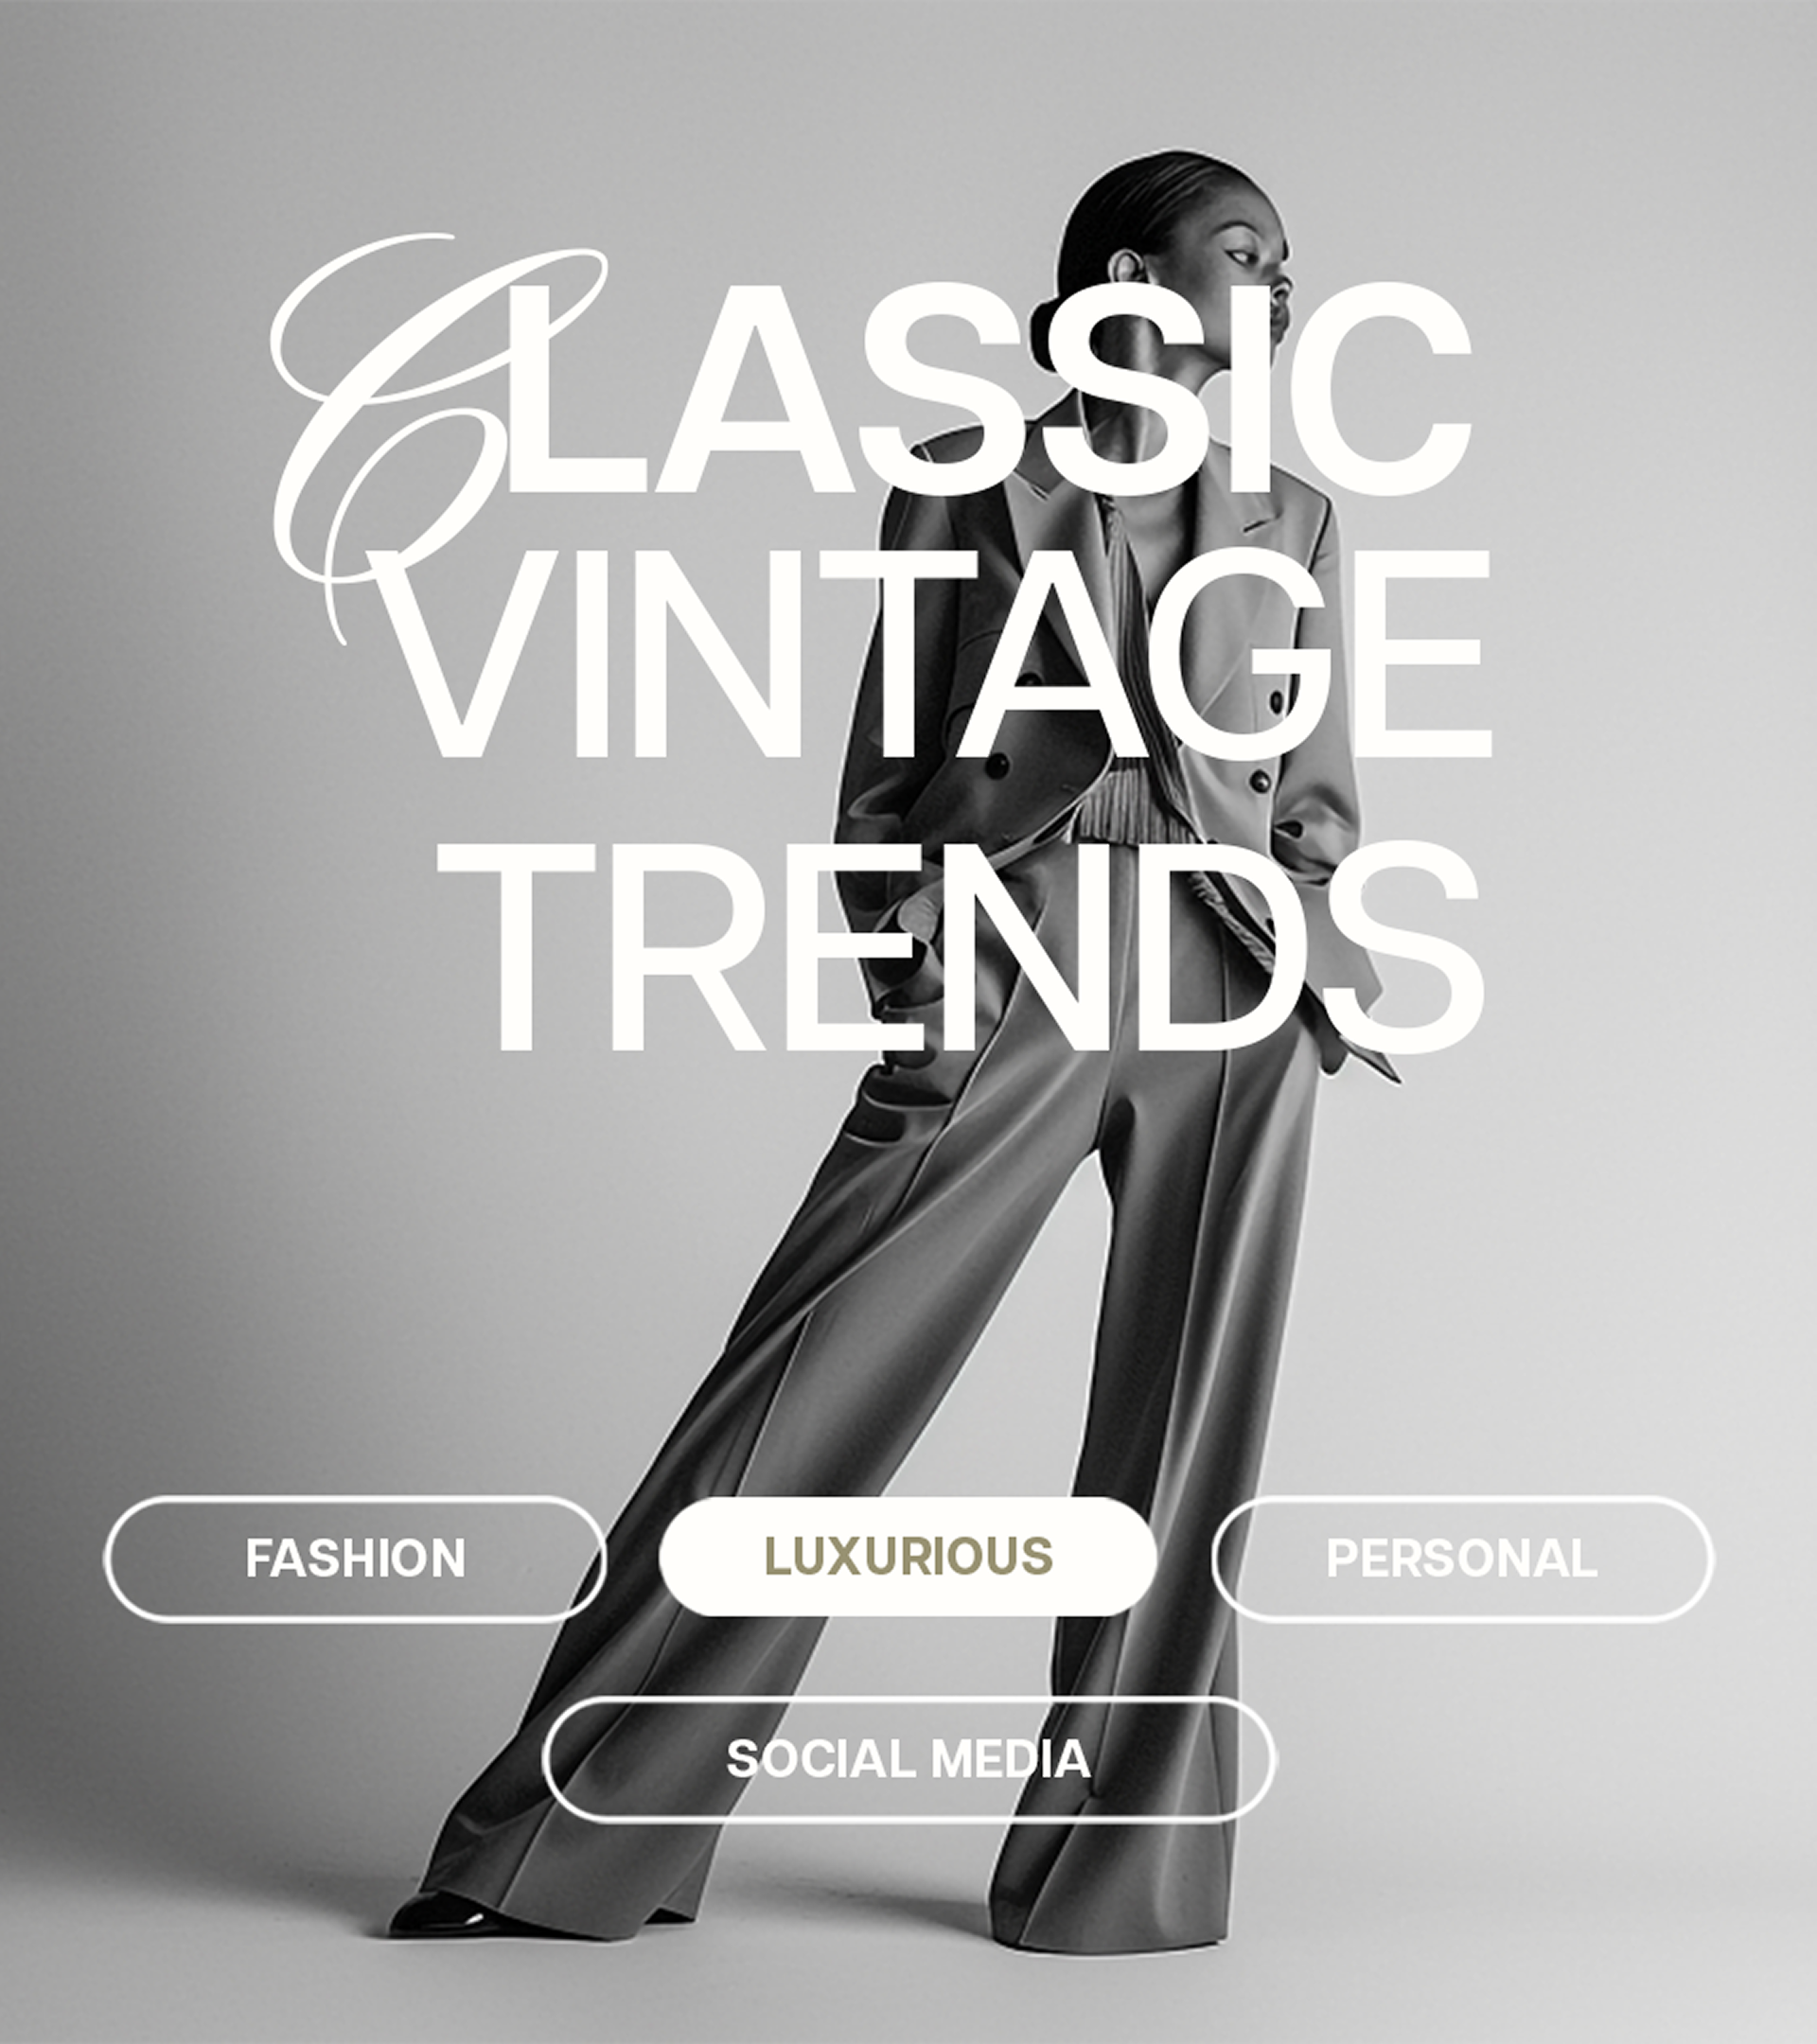 CLASSIC
VINTAGE
TRENDS
FASHION
LUXURIOUS
PERSONAL
SOCIAL MEDIA